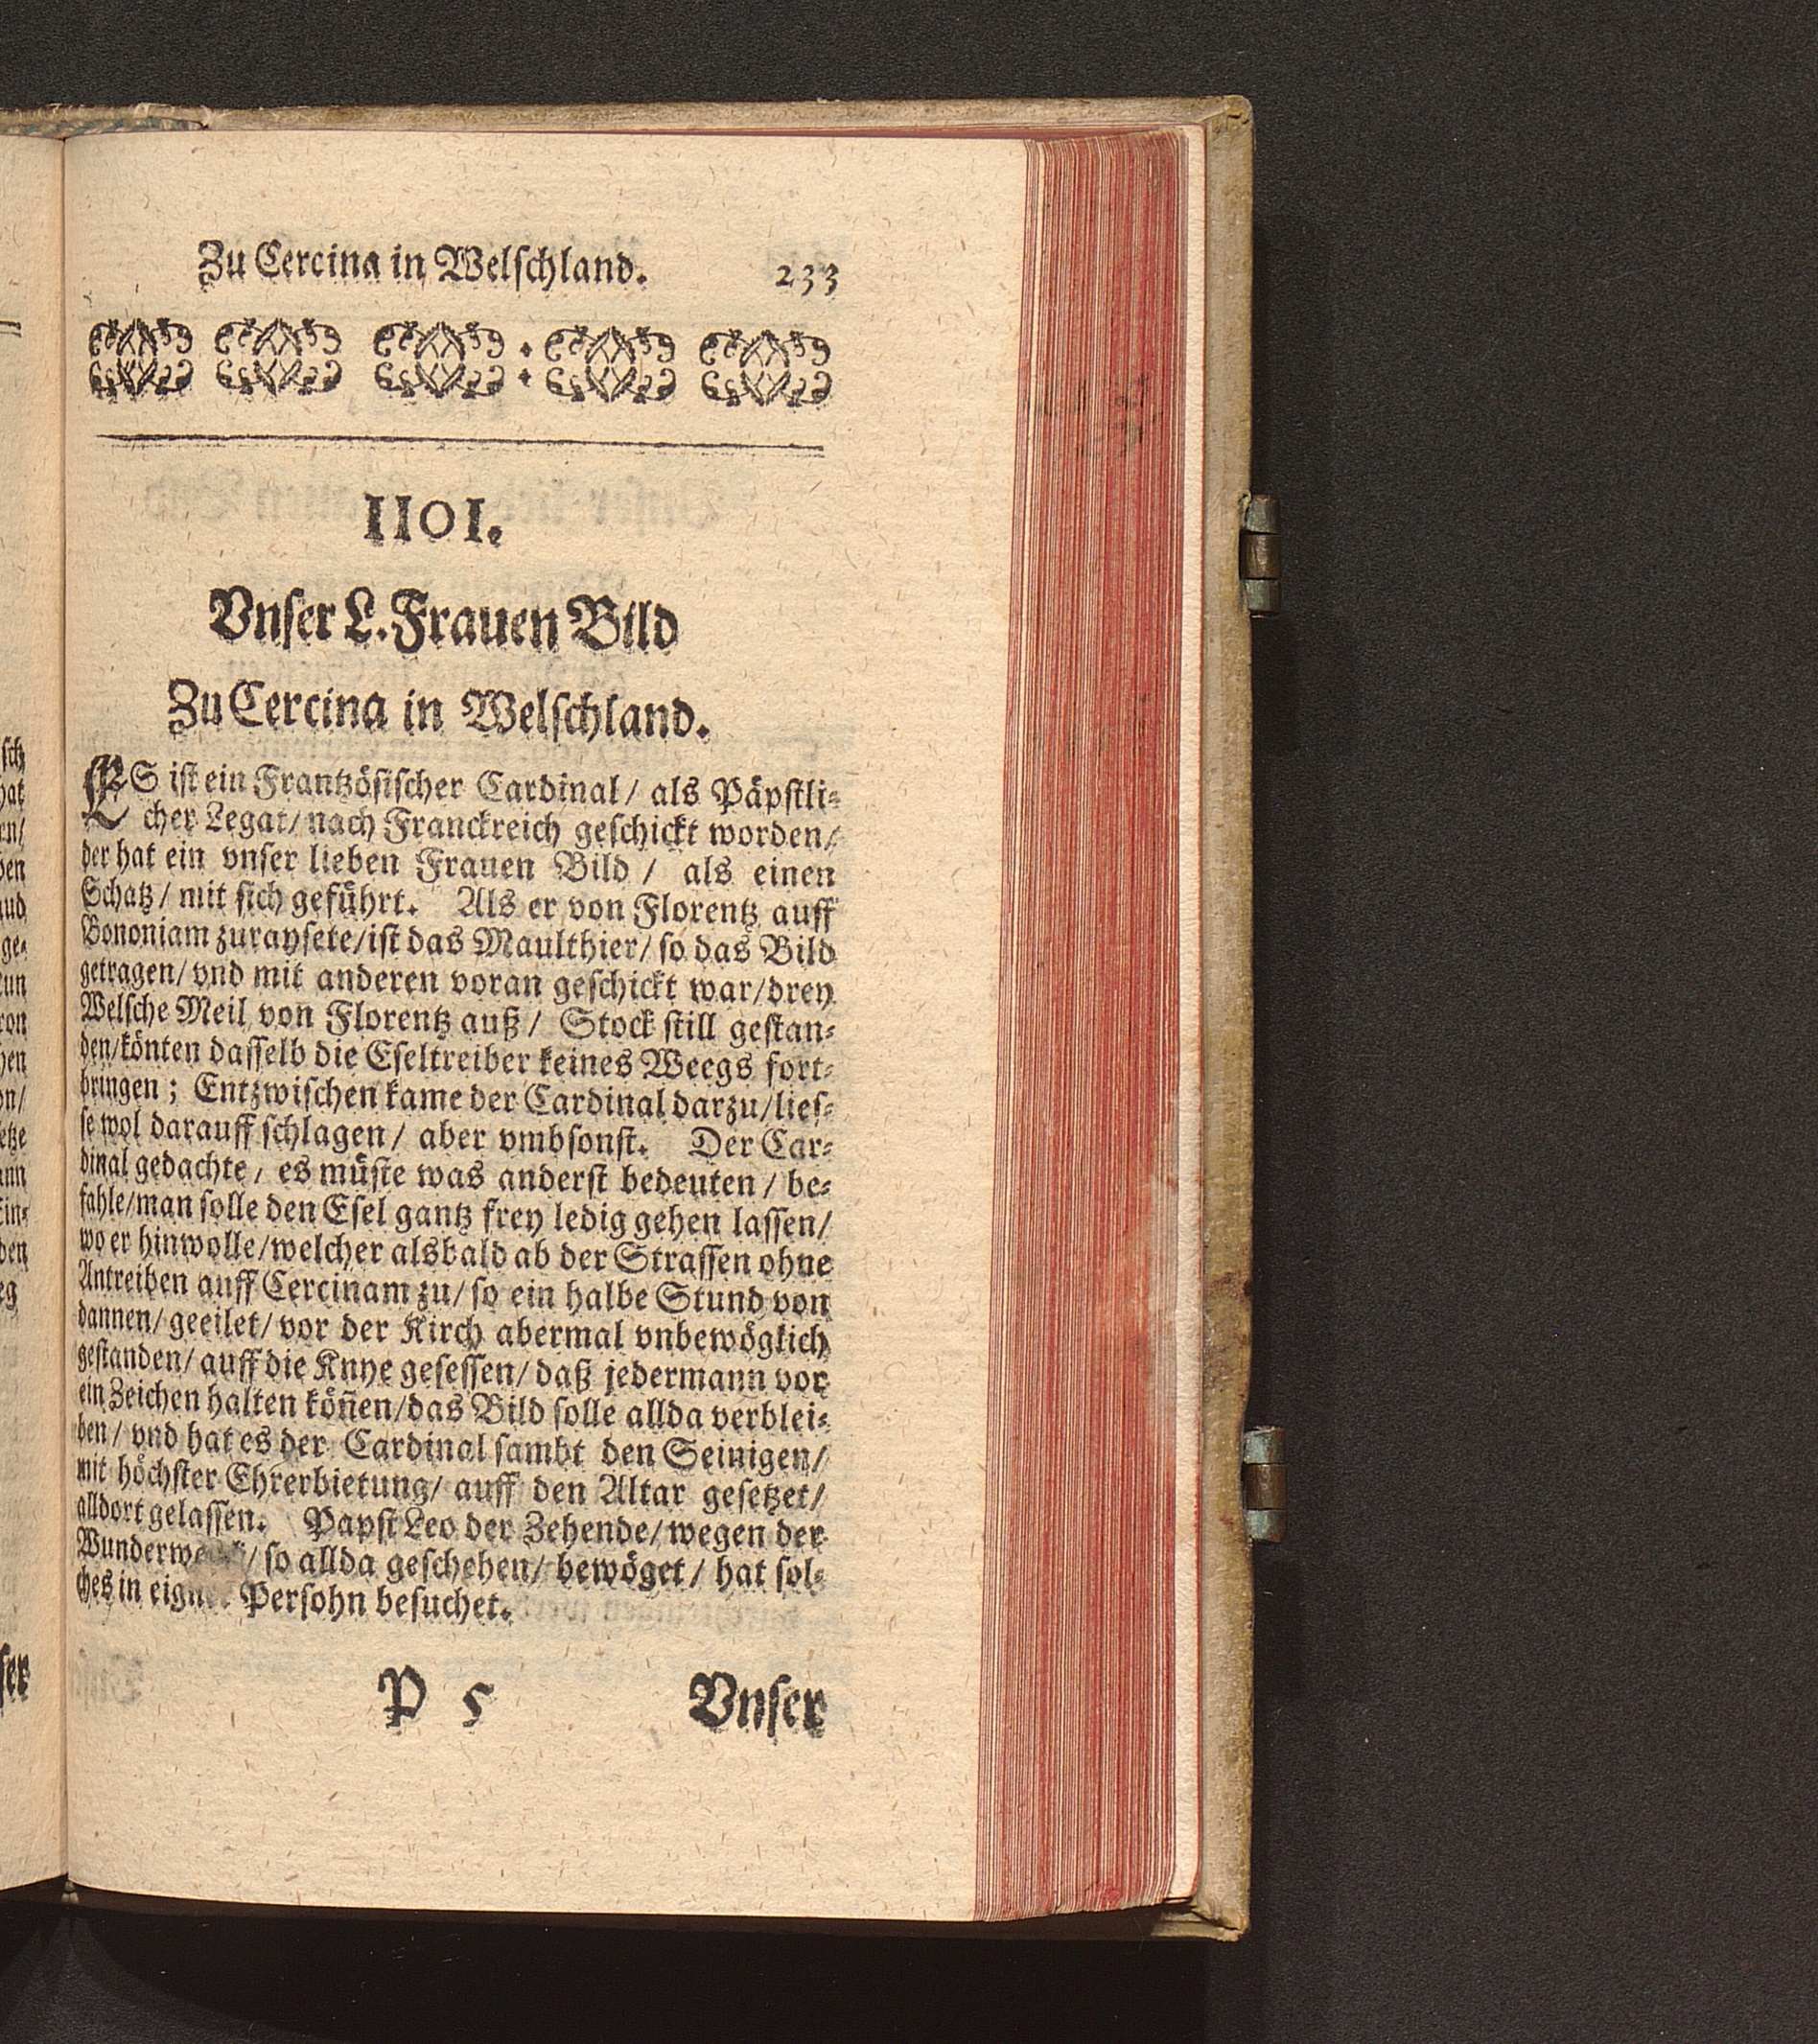 Zu Cercina in Welſchland. 233
1101.
Vnſer L. Frauen Bild
Zu Cercina in Welſchland.
ES iſt ein Frantzöſiſcher Cardinal / als Päpſtli-
cher Legat / nach Franckreich geſchickt worden /
der hat ein vnſer lieben Frauen Bild / als einen
Schatz / mit ſich geführt. Als er von Florentz auff
Bononiam zurayſete / iſt das Maulthier / ſo das Bild
getragen / vnd mit anderen voran geſchickt war / drey
Welſche Meil von Florentz auß / Stock ſtill geſtan-
den / könten daſſelb die Eſeltreiber keines Weegs fort-
bringen ; Entzwiſchen kame der Cardinal darzu / lieſ-
ſe wol darauff ſchlagen / aber vmbſonſt. Der Car-
dinal gedachte / es müſte was anderſt bedeuten / be-
fahle / man ſolle den Eſel gantz frey ledig gehen laſſen /
wo er hinwolle / welcher alsbald ab der Straſſen ohne
Antreiben auff Cercinam zu / ſo ein halbe Stund von
dannen / geeilet / vor der Kirch abermal vnbewöglich
geſtanden / auff die Knye geſeſſen / daß jedermann vor
ein Zeichen halten köñen / das Bild ſolle allda verblei-
ben / vnd hat es der Cardinal ſambt den Seinigen /
mit höchſter Ehrerbietung / auff den Altar geſetzet /
alldort gelaſſen. Papſt Leo der Zehende / wegen der
/ ſo allda geſchehen / bewöget / hat ſol-
ches in Perſohn beſuchet.
P 5 Vnſer